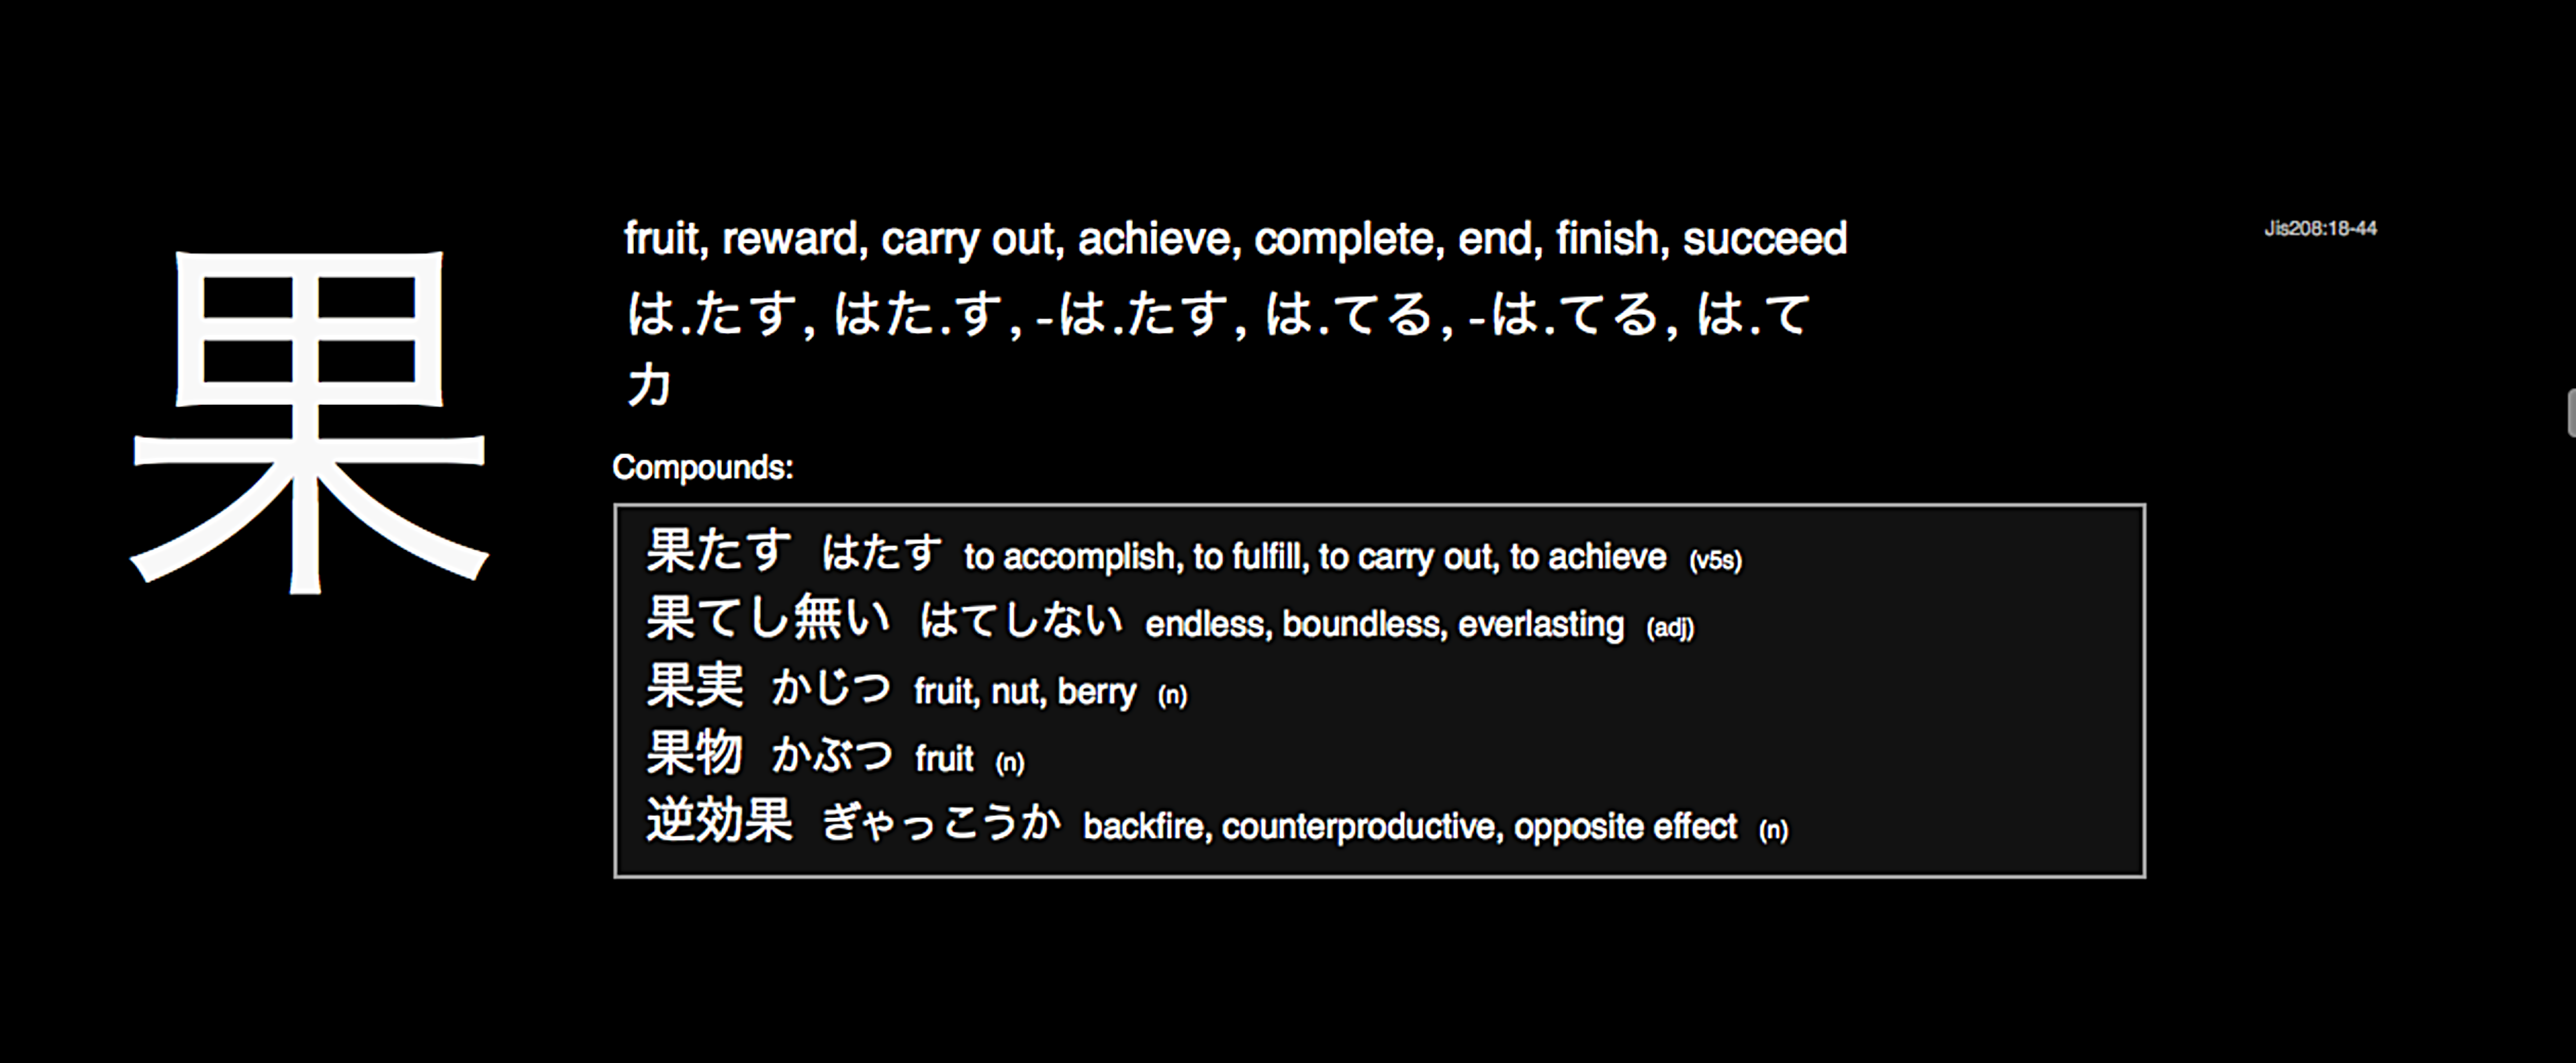 果
fruit, reward, carry out, achieve, complete, end, finish, succeed
Jis208:18-44
は.たす, はた.す, -は.たす, は.てる, -は.てる, は.て
カ
Compounds:
果たす はたす to accomplish, to fulfill, to carry out, to achieve (v5s)
果てし無い はてしない endless, boundless, everlasting (adj)
果実 かじつ fruit, nut, berry (n)
果物 かぶつ fruit (n)
逆効果 ぎゃっこうか backfire, counterproductive, opposite effect (n)